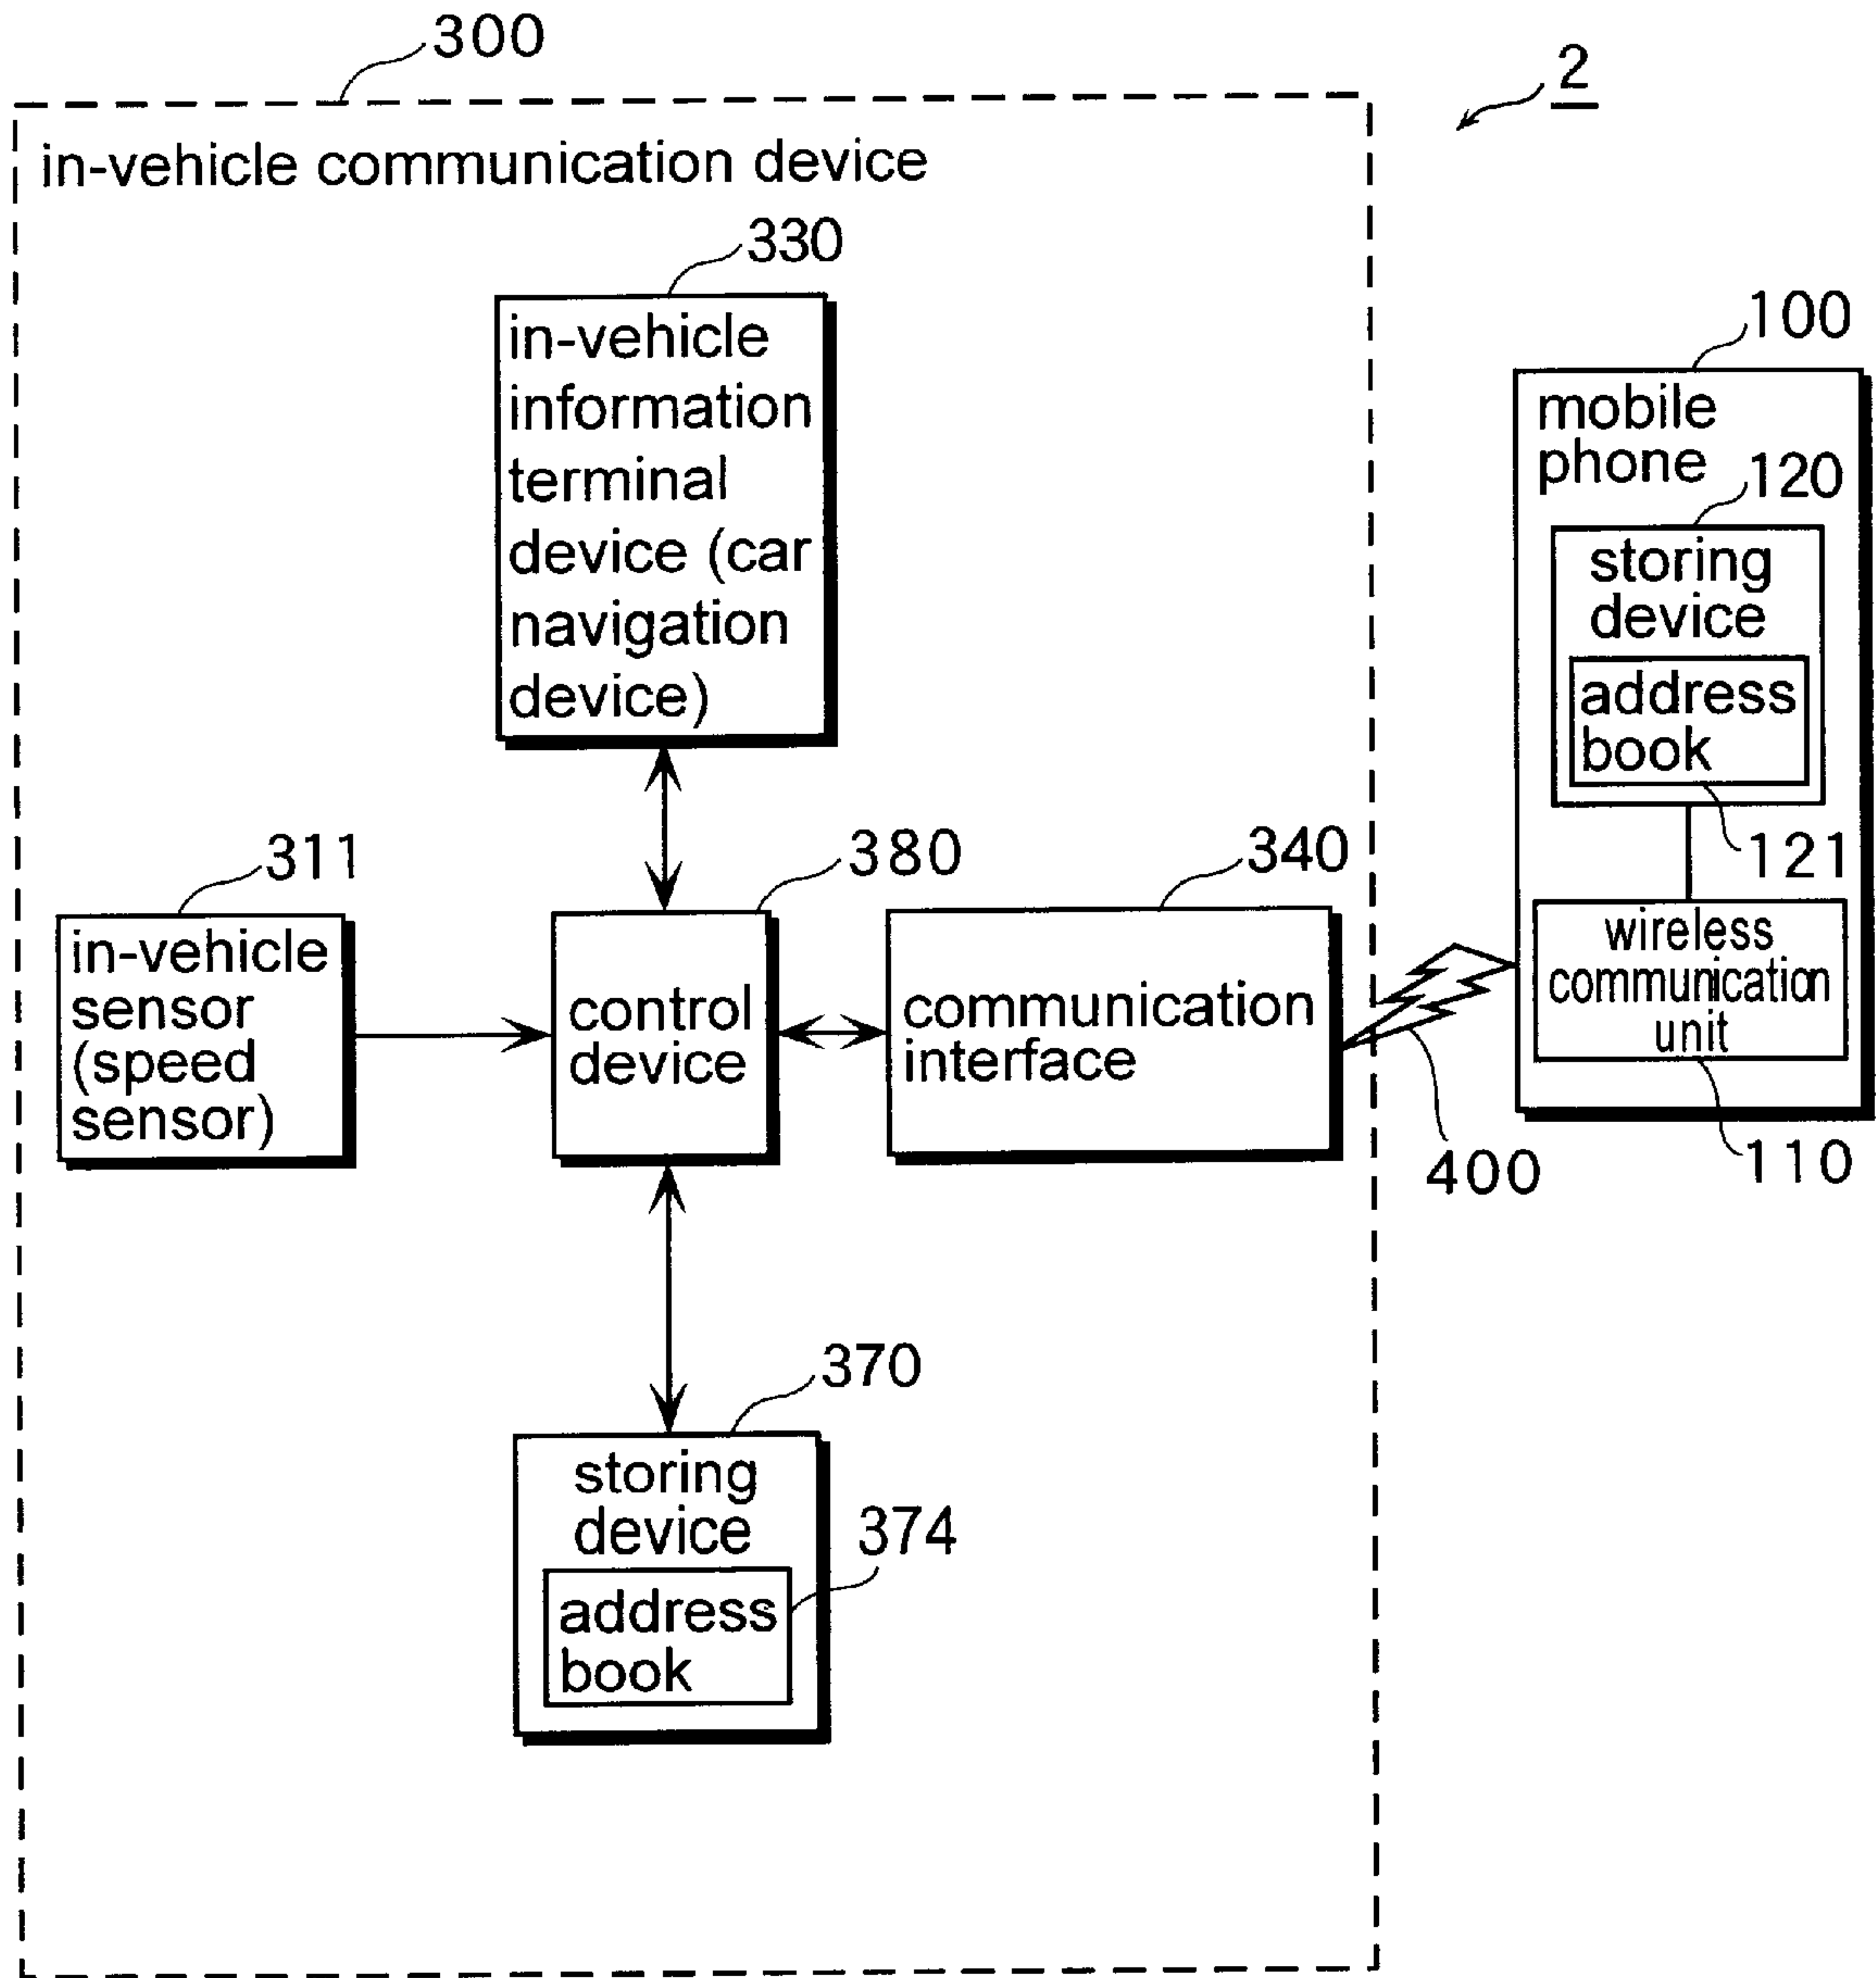 300
2
in-vehicle communication device
330
in-vehicle
information
terminal
device (car
navigation
device)
100
mobile
phone
120
storing
device
address
book
121
311
380
340
in-vehicle
sensor
(speed
sensor)
control
device
communication
interface
wireless
communication
unit
400
110
370
storing
device
374
address
book